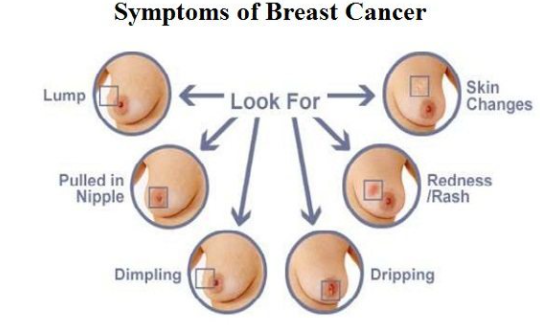 Symptoms of Breast Cancer
Lump
Look For
Skin
Changes
Pulled in
Nipple
Redness
/Rash
Dimpling
Dripping